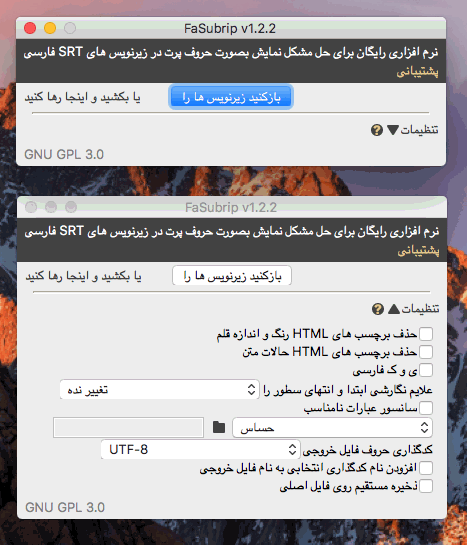 FaSubrip v1.2.2
نرم افزاری رایگان برای حل مشکل نمایش بصورت حروف پرت در زیرنویس های SRT فارسی
پشتیبانی
بازکنید زیرنویس ها را یا بکشید و اینجا رها کنید
تنظیمات ▼ ?
GNU GPL 3.0
FaSubrip v1.2.2
نرم افزاری رایگان برای حل مشکل نمایش بصورت حروف پرت در زیرنویس های SRT فارسی
پشتیبانی
بازکنید زیرنویس ها را یا بکشید و اینجا رها کنید
تنظیمات ▲ ?
حذف برچسب های HTML رنگ و اندازه قلم
حذف برچسب های HTML حالات متن
ی و ک فارسی
علایم نگارشی ابتدا و انتهای سطور را تغییر نده
سانسور عبارات نامناسب
حساس
کدگذاری حروف فایل خروجی UTF-8
افزودن نام کدگذاری انتخابی به نام فایل خروجی
ذخیره مستقیم روی فایل اصلی
GNU GPL 3.0